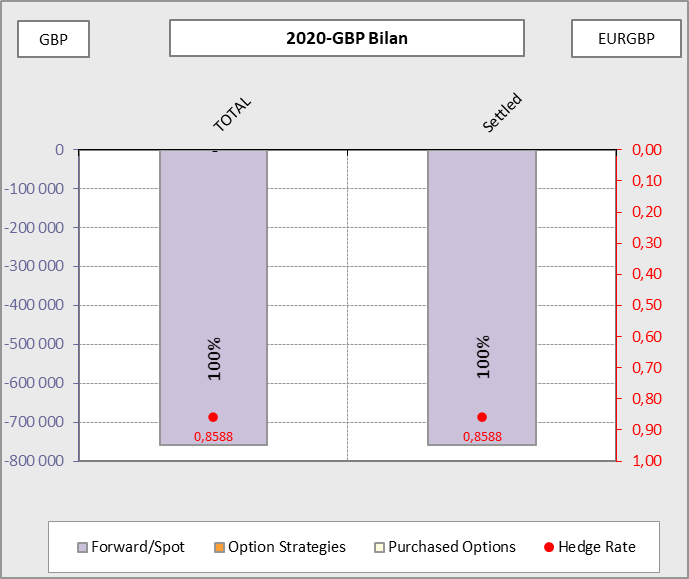 GBP
2020-GBP Bilan
EURGBP
TOTAL
Settled
0
-100 000
-200 000
-300 000
-400 000
-500 000
-600 000
-700 000
-800 000
-
100%
100%
0,8588
0,8588
0,00
0,10
0,20
0,30
0,40
0,50
0,60
0,70
0,80
0,90
1,00
Forward/Spot
Option Strategies
Purchased Options
Hedge Rate